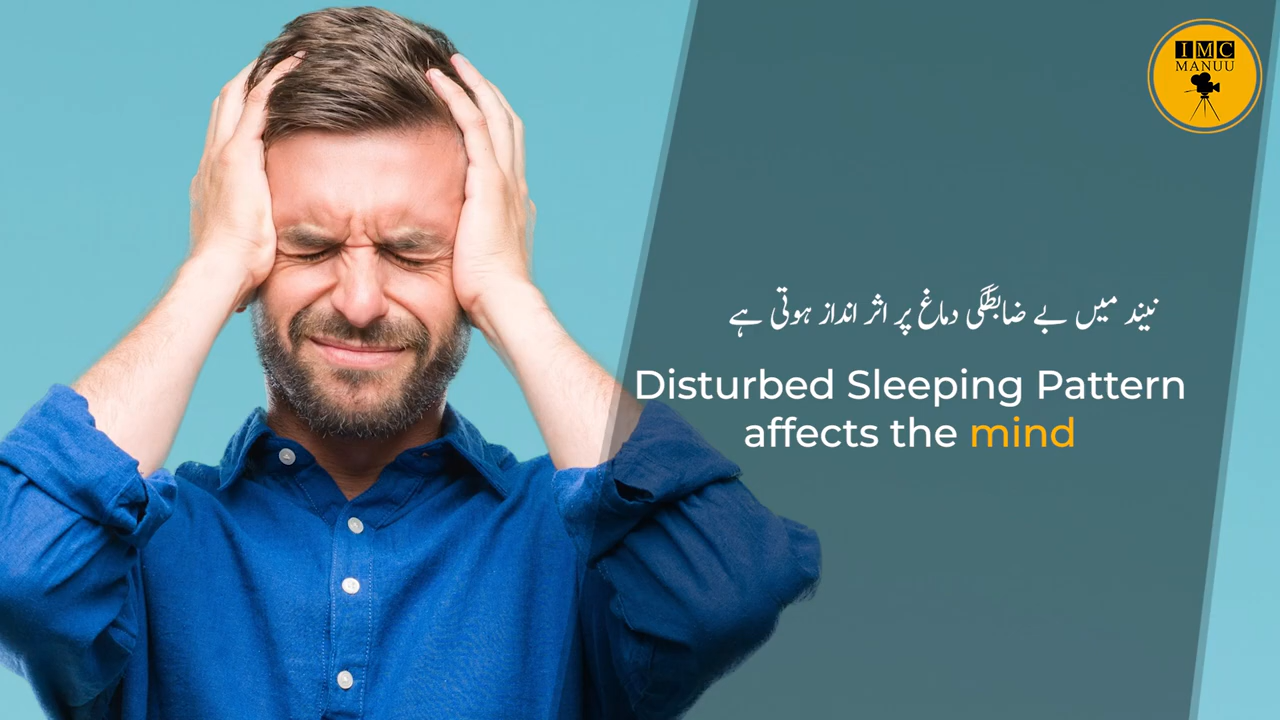 IMC
MANUU
نیند میں بے ضابطگی دماغ پر اثر انداز ہوتی ہے
Disturbed Sleeping Pattern
affects the mind